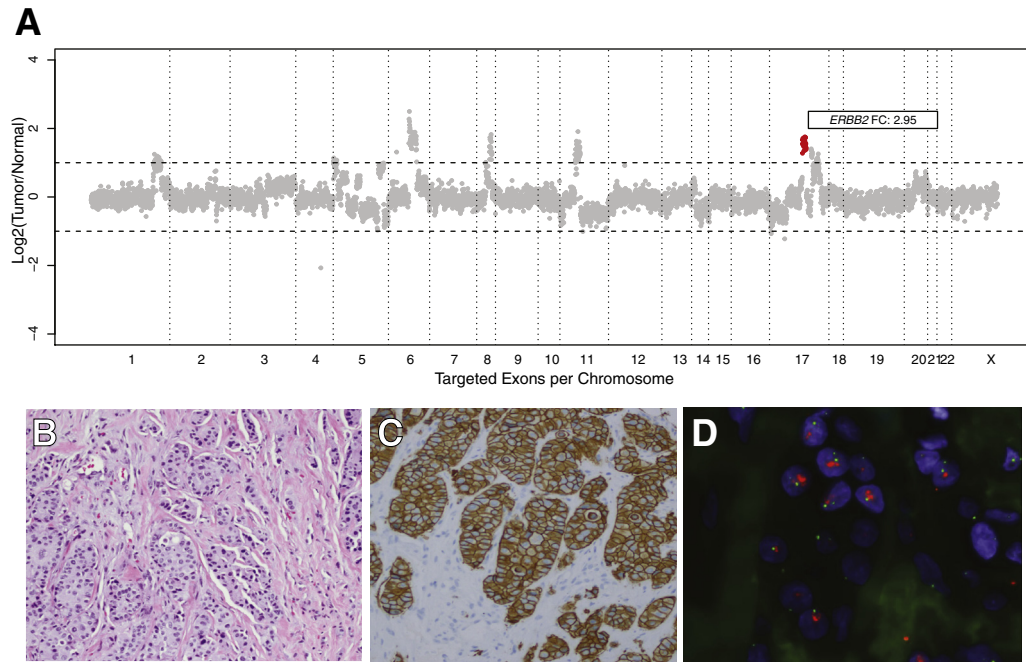 A
Log2(Tumor/Normal)
4
2
0
−2
−4
ERBB2 FC: 2.95
1 2 3 4 5 6 7 8 9 10 11 12 13 14 15 16 17 18 19 20 21 22 X
Targeted Exons per Chromosome
B C D